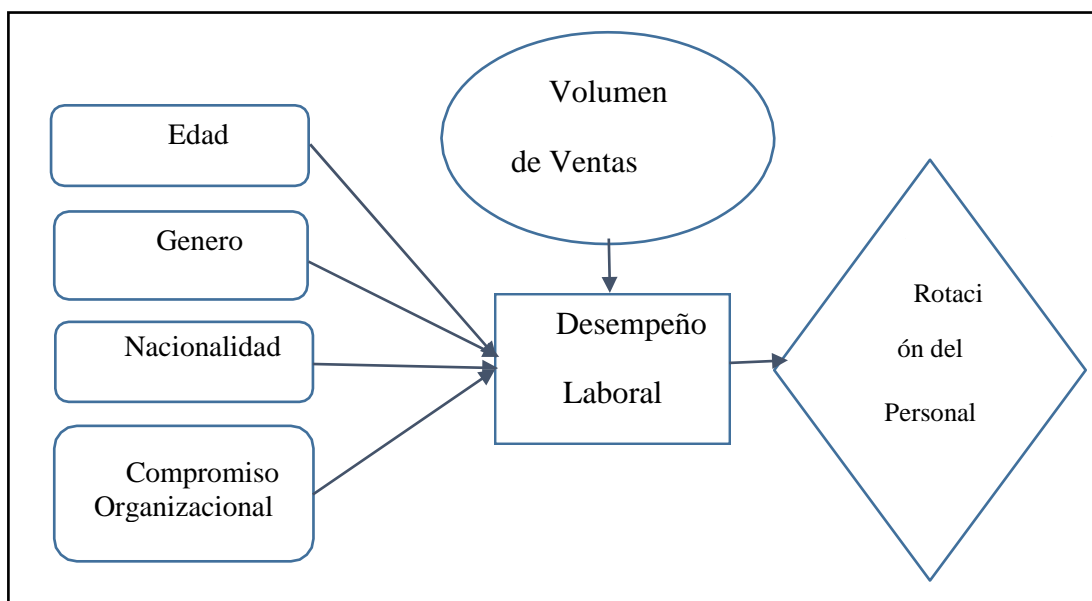 Edad
Genero
Nacionalidad
Compromiso
Organizacional
Volumen
de Ventas
Desempeño
Laboral
Rotaci
ón del
Personal